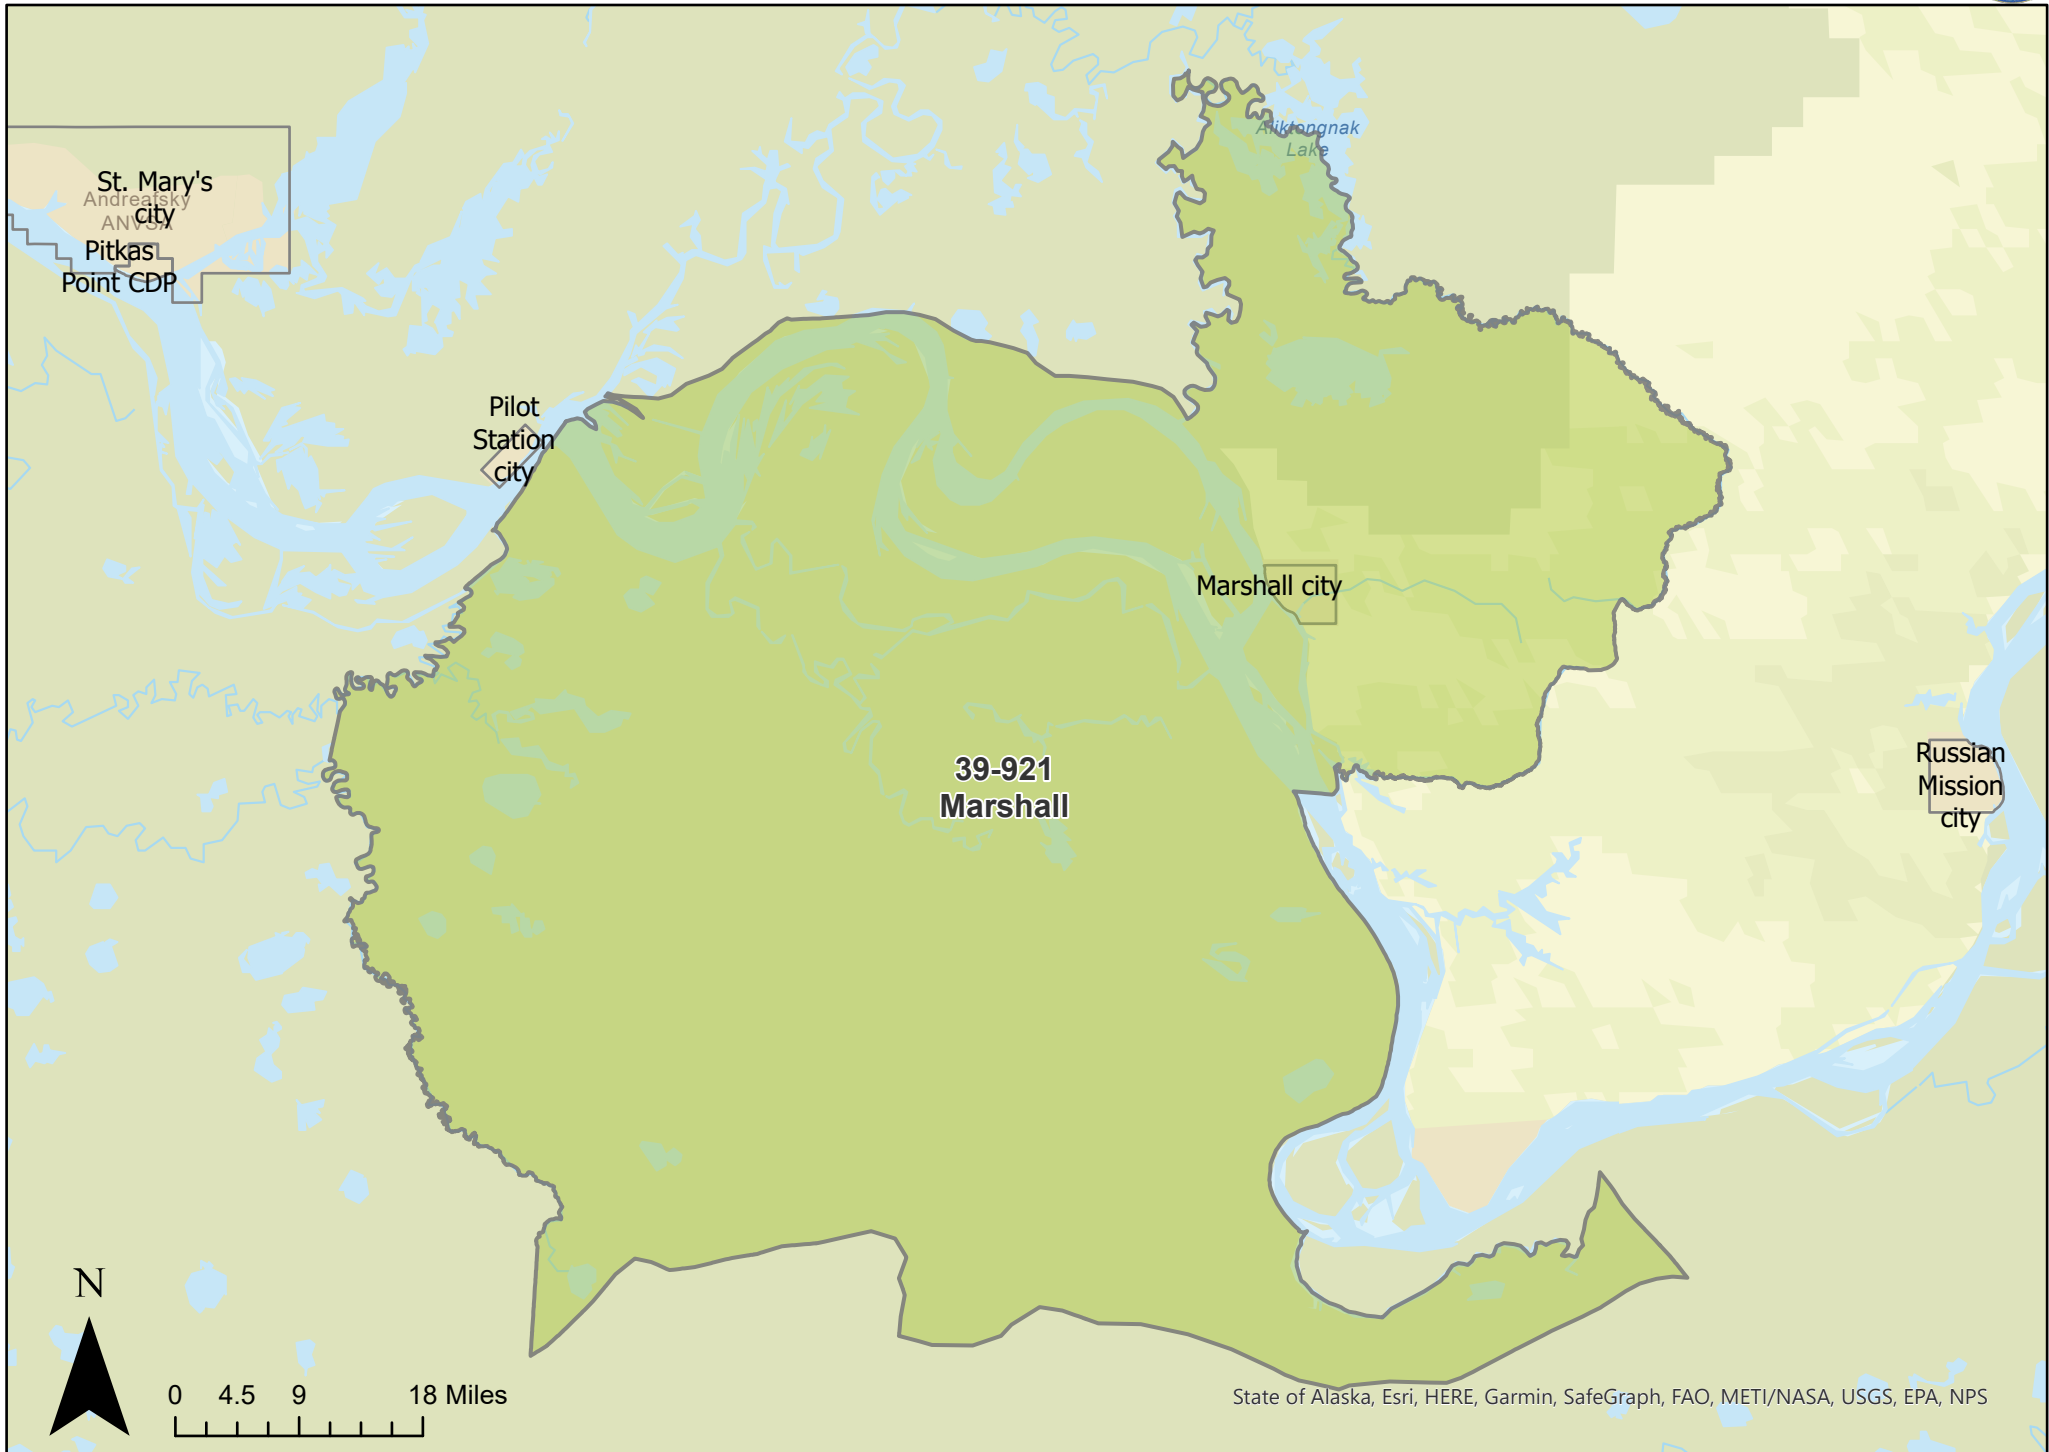 Aliktongnak
Lake
St. Mary's
city
Andreafsky
ANVSA
Pitkas
Point CDP
Pilot
Station
city
Marshall city
39-921
Marshall
Russian
Mission
city
N
0 4.5 9 18 Miles
State of Alaska, Esri, HERE, Garmin, SafeGraph, FAO, METI/NASA, USGS, EPA, NPS